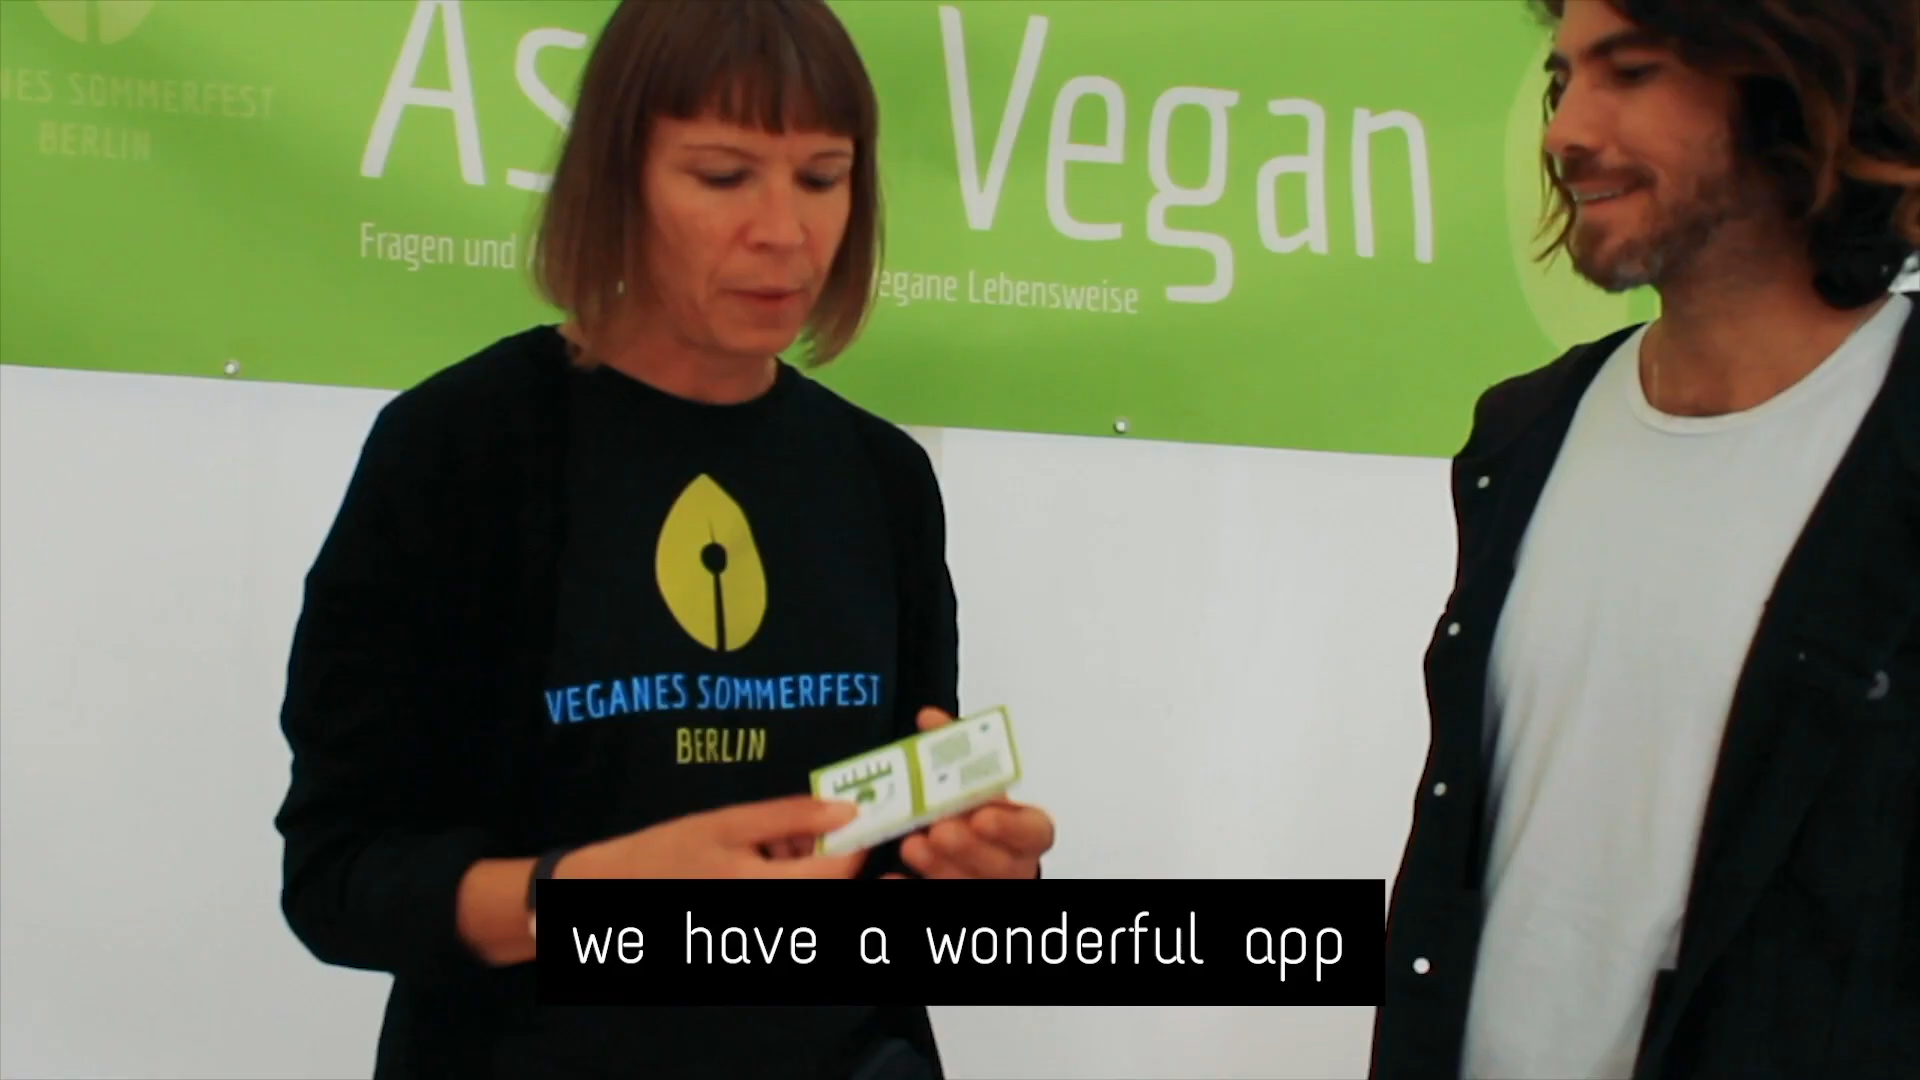 As Vegan
NES SOMMERFEST
BERLIN
Fragen und
egane Lebensweise
VEGANES SOMMERFEST
BERLIN
we have a wonderful app